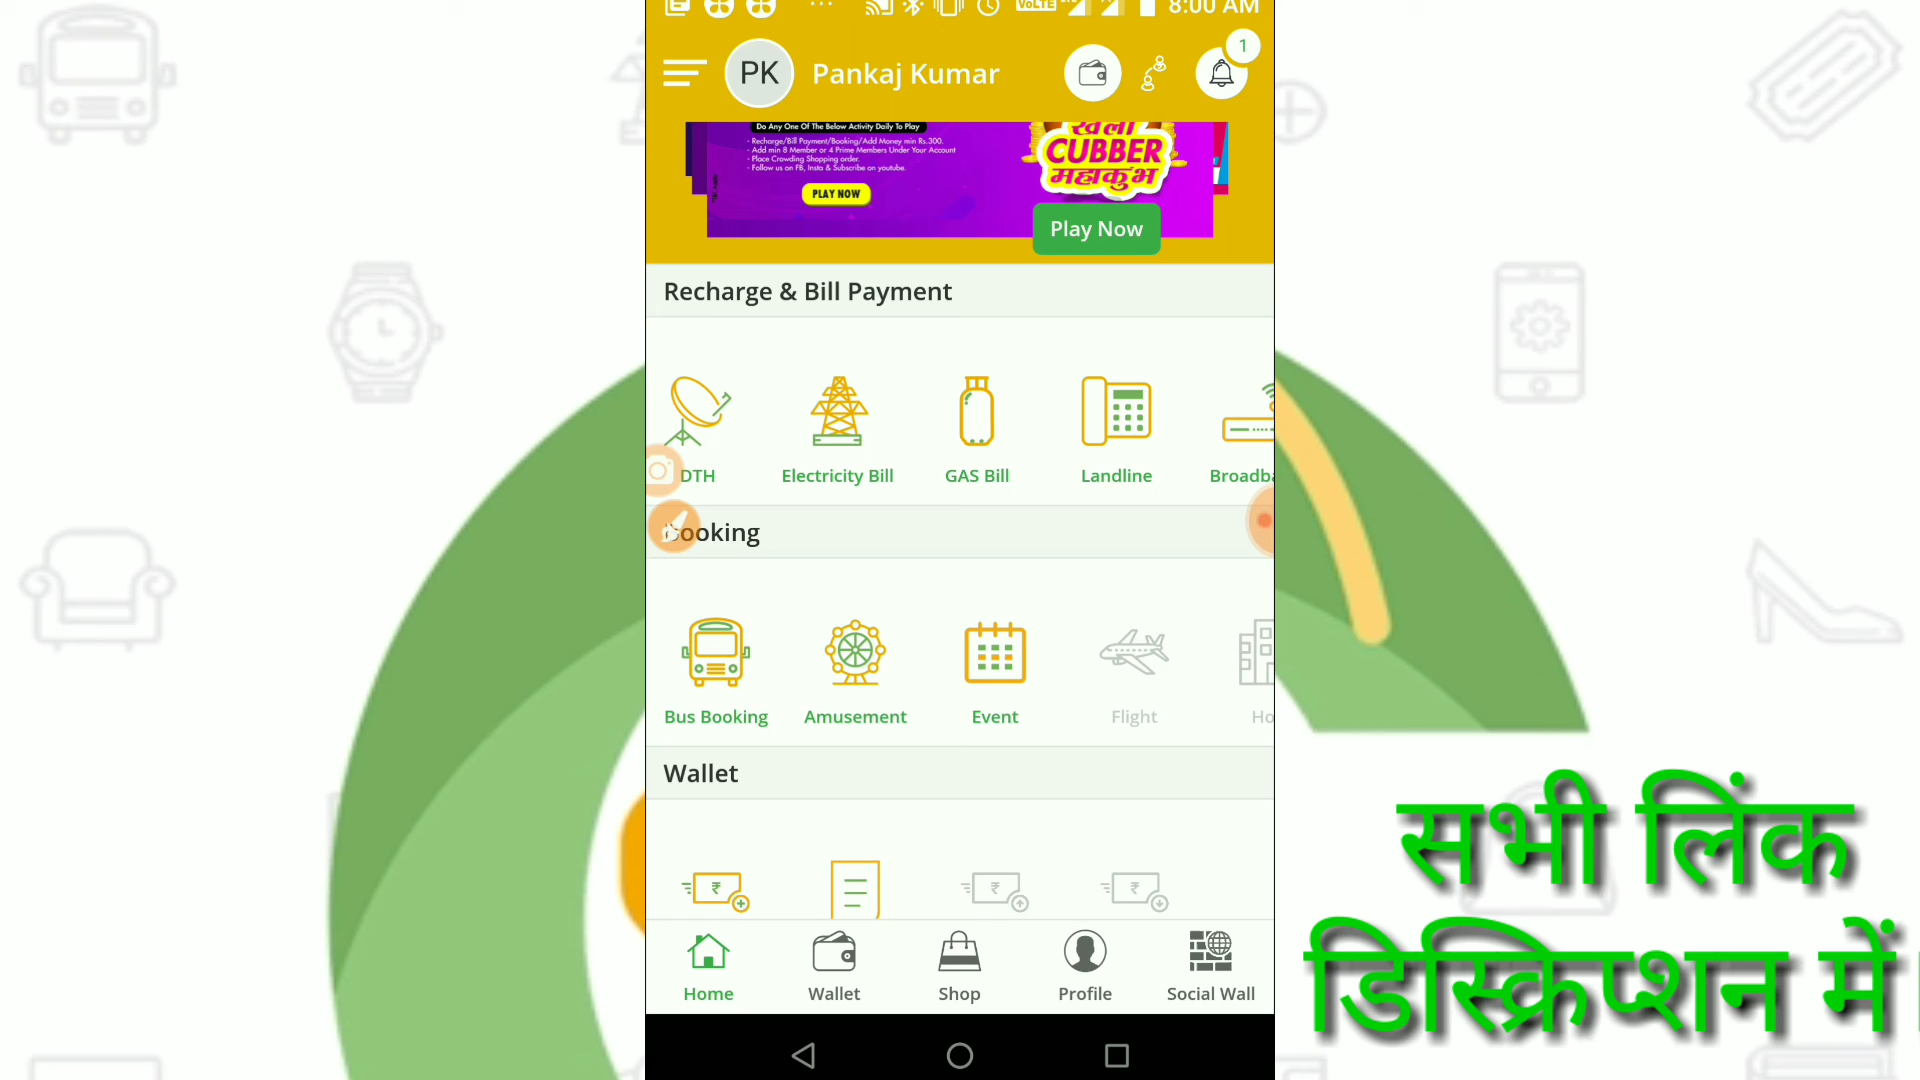 VoLTE 8:00 AM
PK Pankaj Kumar 1
Do Any One Of The Below Activity Daily To Play
- Recharge/Bill Payment/Booking/Add Money min Rs.300.
- Add min 8 Member or 4 Prime Members Under Your Account
- Place Crowding Shopping order.
- Follow us on FB, Insta & Subscribe on youtube.
PLAY NOW
खेलो
CUBBER
महाकुंभ
Play Now
Recharge & Bill Payment
DTH Electricity Bill GAS Bill Landline Broadba
Booking
Bus Booking Amusement Event Flight Ho
Wallet
Home Wallet Shop Profile Social Wall
सभी लिंक
डिस्क्रिप्शन में